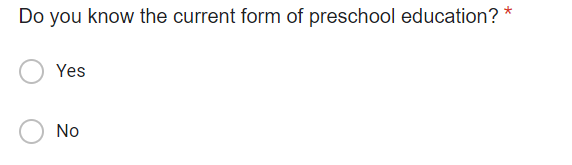 Do you know the current form of preschool education? *
Yes
No